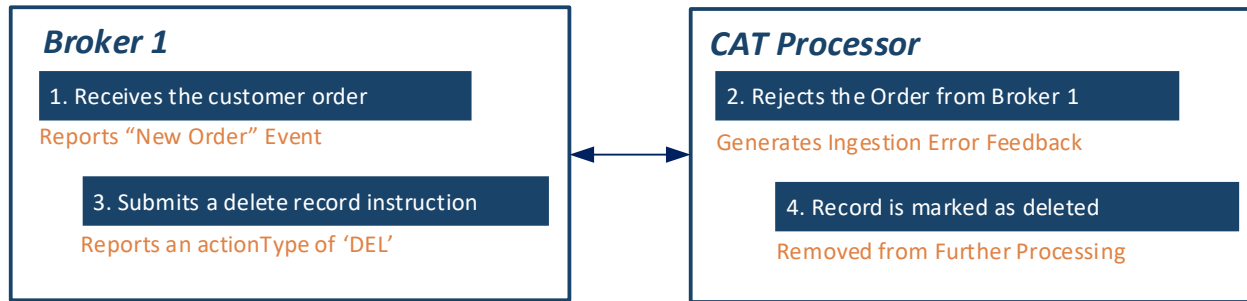 Broker 1
1. Receives the customer order
Reports “New Order” Event
3. Submits a delete record instruction
Reports an actionType of ‘DEL’
CAT Processor
2. Rejects the Order from Broker 1
Generates Ingestion Error Feedback
4. Record is marked as deleted
Removed from Further Processing